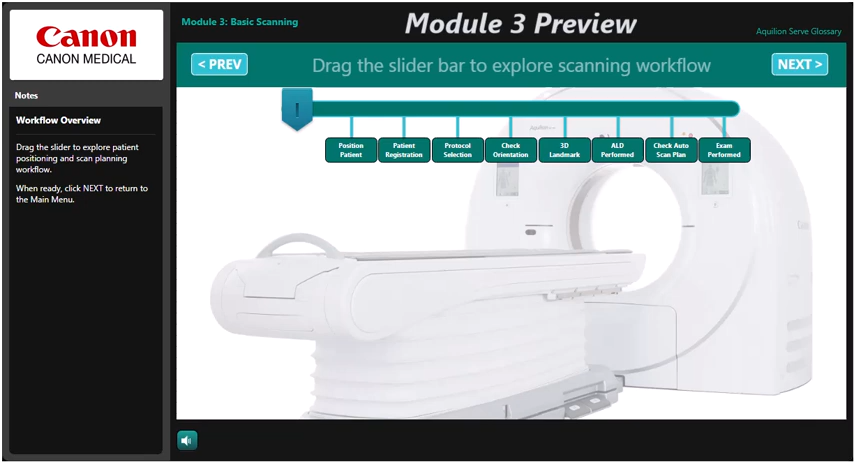 Canon
CANON MEDICAL
Module 3: Basic Scanning
Module 3 Preview
Aquilion Serve Glossary
< PREV
Drag the slider bar to explore scanning workflow
NEXT >
Notes
Workflow Overview
Drag the slider to explore patient
positioning and scan planning
workflow.
When ready, click NEXT to return to
the Main Menu.
Position
Patient
Patient
Registration
Protocol
Selection
Check
Orientation
3D
Landmark
ALD
Performed
Check Auto
Scan Plan
Exam
Performed
Aquilion